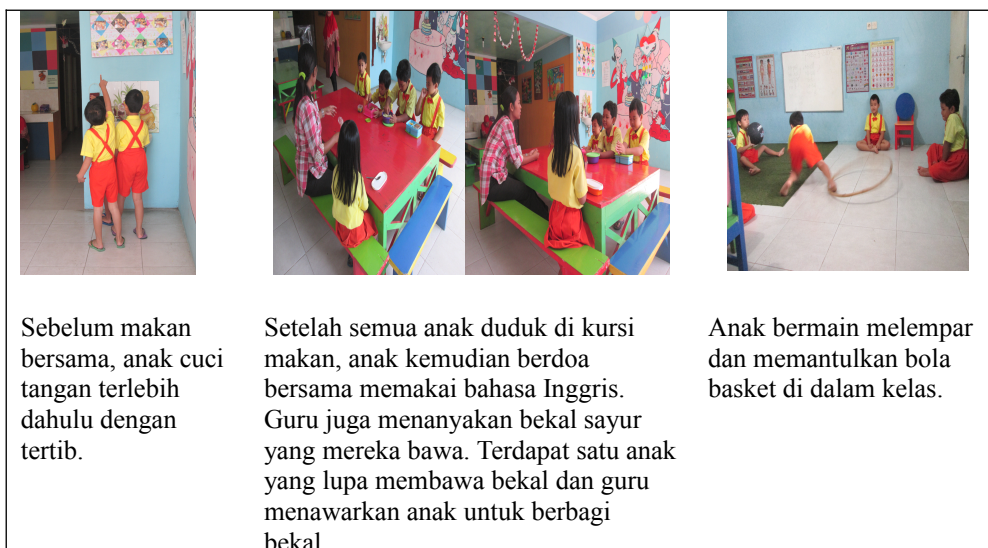 Sebelum makan
bersama, anak cuci
tangan terlebih
dahulu dengan
tertib.
Setelah semua anak duduk di kursi
makan, anak kemudian berdoa
bersama memakai bahasa Inggris.
Guru juga menanyakan bekal sayur
yang mereka bawa. Terdapat satu anak
yang lupa membawa bekal dan guru
menawarkan anak untuk berbagi
bekal
Anak bermain melempar
dan memantulkan bola
basket di dalam kelas.